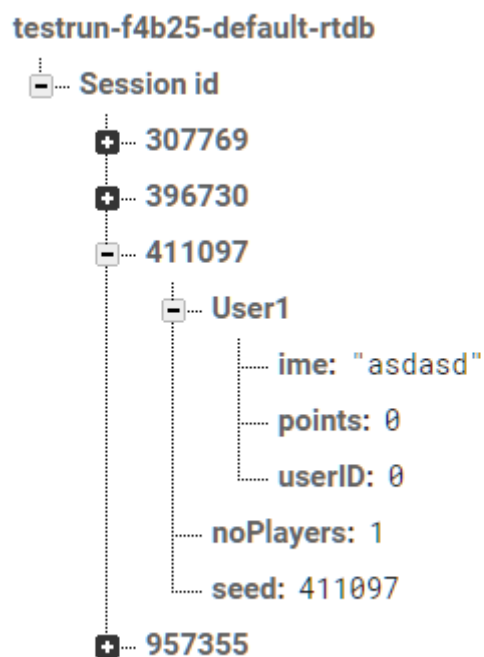 testrun-f4b25-default-rtdb
Session id
307769
396730
411097
User1
ime: "asdasd"
points: 0
userID: 0
noPlayers: 1
seed: 411097
957355